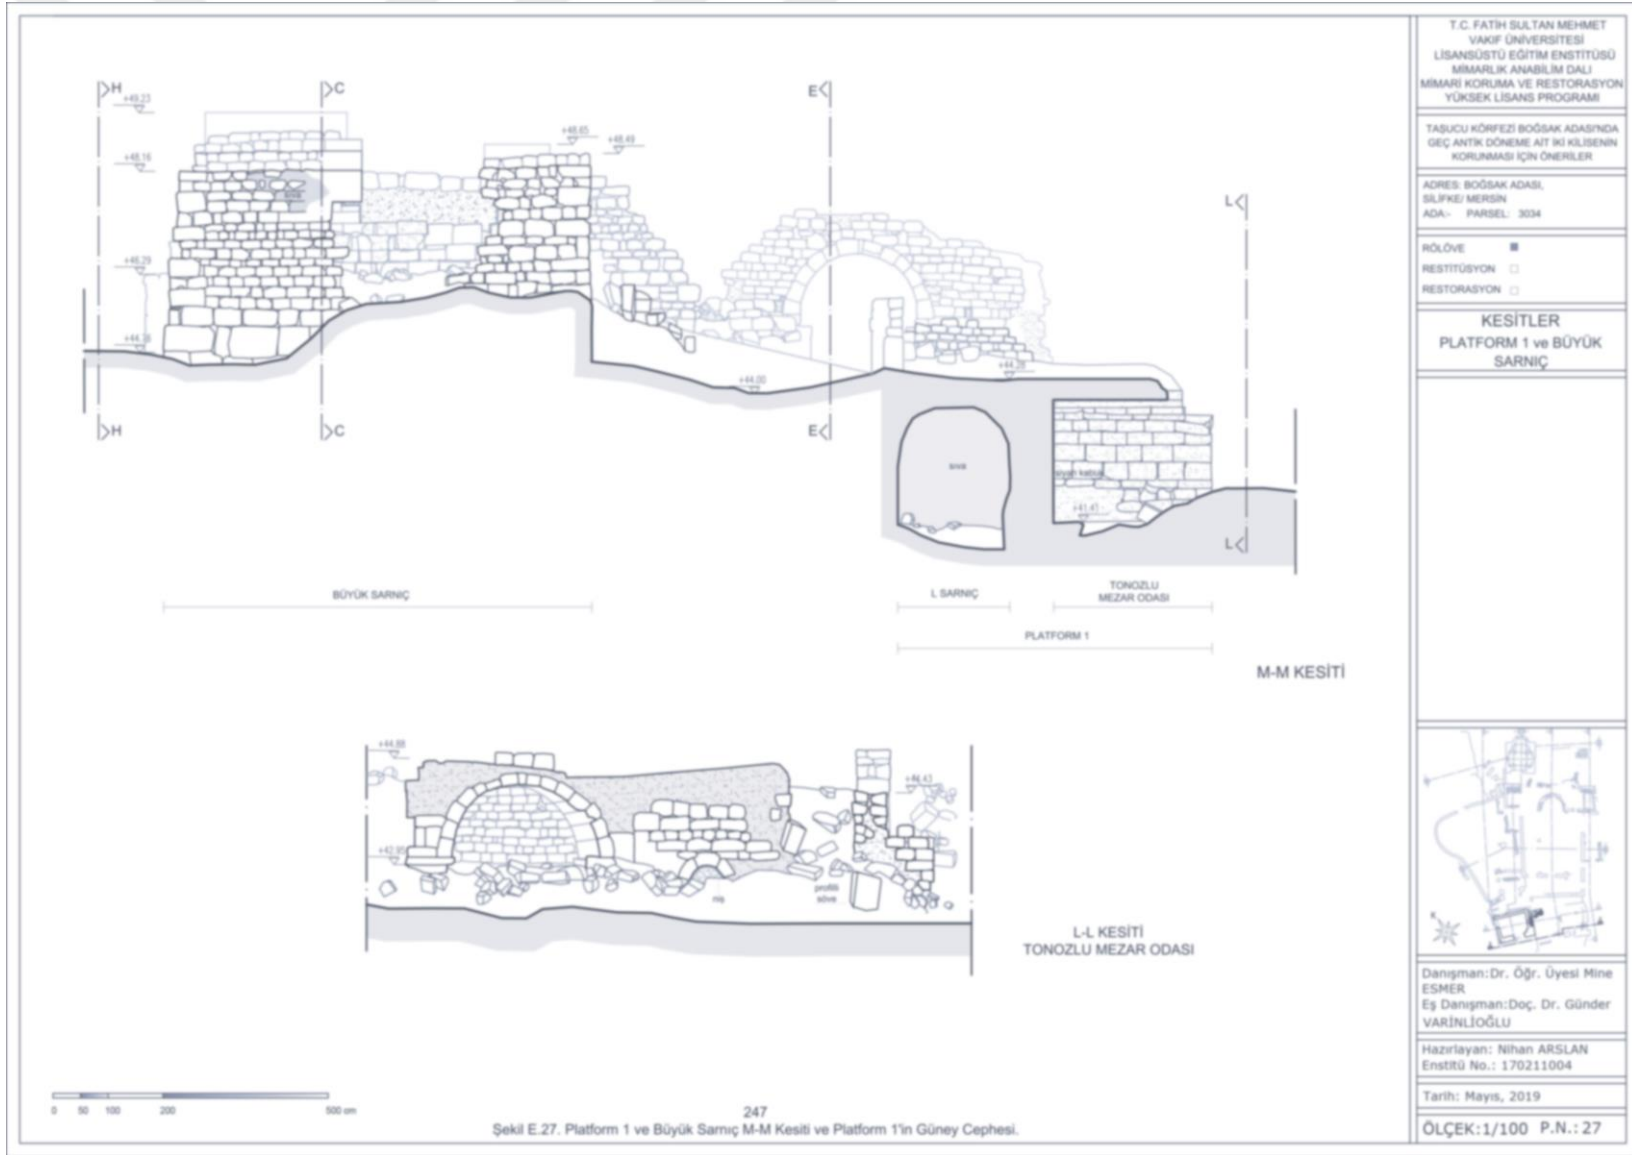 H
C
E
+49.23
+48.65
+48.49
+48.16
sıva
L
+46.29
+44.00
+44.28
H
C
E
sıva
siyah kabuk
+41.41
L
BÜYÜK SARNIÇ
L SARNIÇ
TONOZLU
MEZAR ODASI
PLATFORM 1
M-M KESİTİ
+44.88
+44.43
+42.95
niş
profilli
söve
L-L KESİTİ
TONOZLU MEZAR ODASI
0 50 100 200 500 cm
247
Şekil E.27. Platform 1 ve Büyük Sarnıç M-M Kesiti ve Platform 1'in Güney Cephesi.
T.C. FATİH SULTAN MEHMET
VAKIF ÜNİVERSİTESİ
LİSANSÜSTÜ EĞİTİM ENSTİTÜSÜ
MİMARLIK ANABİLİM DALI
MİMARİ KORUMA VE RESTORASYON
YÜKSEK LİSANS PROGRAMI
TAŞUCU KÖRFEZİ BOĞSAK ADASI'NDA
GEÇ ANTİK DÖNEME AİT İKİ KİLİSENİN
KORUNMASI İÇİN ÖNERİLER
ADRES: BOĞSAK ADASI,
SİLİFKE/ MERSİN
ADA:- PARSEL: 3034
RÖLÖVE
RESTİTÜSYON
RESTORASYON
KESİTLER
PLATFORM 1 ve BÜYÜK
SARNIÇ
K
Danışman:Dr. Öğr. Üyesi Mine
ESMER
Eş Danışman:Doç. Dr. Günder
VARİNLİOĞLU
Hazırlayan: Nihan ARSLAN
Enstitü No.: 170211004
Tarih: Mayıs, 2019
ÖLÇEK:1/100 P.N.: 27